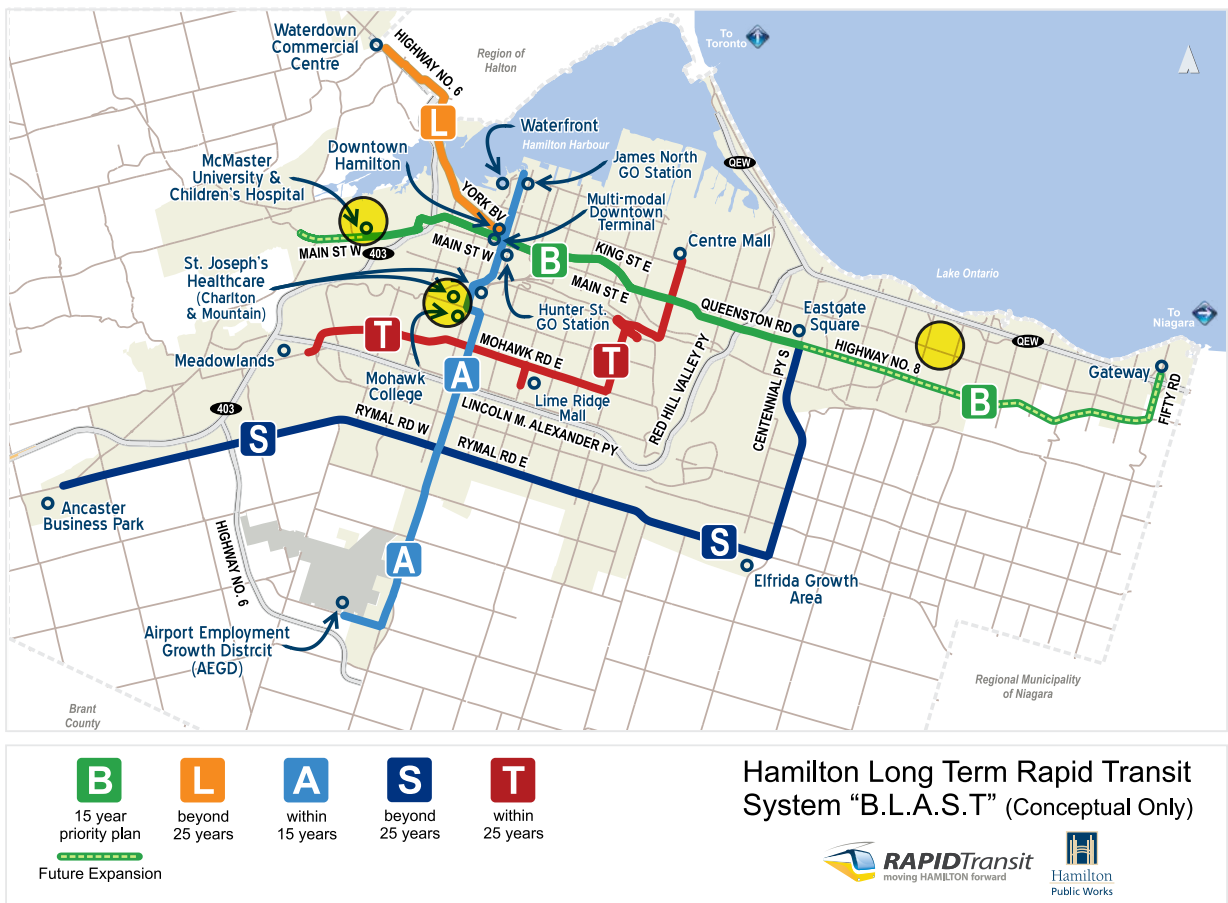 Waterdown
Commercial
Centre
HIGHWAY NO. 6
Region of
Halton
To
Toronto
L
Waterfront
Hamilton Harbour
Downtown
Hamilton
James North
GO Station
QEW
McMaster
University &
Children's Hospital
YORK BV
Multi-modal
Downtown
Terminal
MAIN ST W
403
MAIN ST W
B
KING ST E
Centre Mall
St. Joseph's
Healthcare
(Charlton
& Mountain)
MAIN ST E
Lake Ontario
Hunter St.
GO Station
QUEENSTON RD
Eastgate
Square
To
Niagara
Meadowlands
T
MOHAWK RD E
T
HIGHWAY NO. 8
QEW
Gateway
Mohawk
College
A
Lime Ridge
Mall
RED HILL VALLEY PY
CENTENNIAL PY S
B
FIFTY RD
403
LINCOLN M. ALEXANDER PY
RYMAL RD W
S
RYMAL RD E
Ancaster
Business Park
S
HIGHWAY NO. 6
A
Elfrida Growth
Area
Airport Employment
Growth Distrcit
(AEGD)
Regional Municipality
of Niagara
Brant
County
B
15 year
priority plan
L
beyond
25 years
A
within
15 years
S
beyond
25 years
T
within
25 years
Future Expansion
Hamilton Long Term Rapid Transit
System “B.L.A.S.T” (Conceptual Only)
RAPIDTransit
moving HAMILTON forward
Hamilton
Public Works